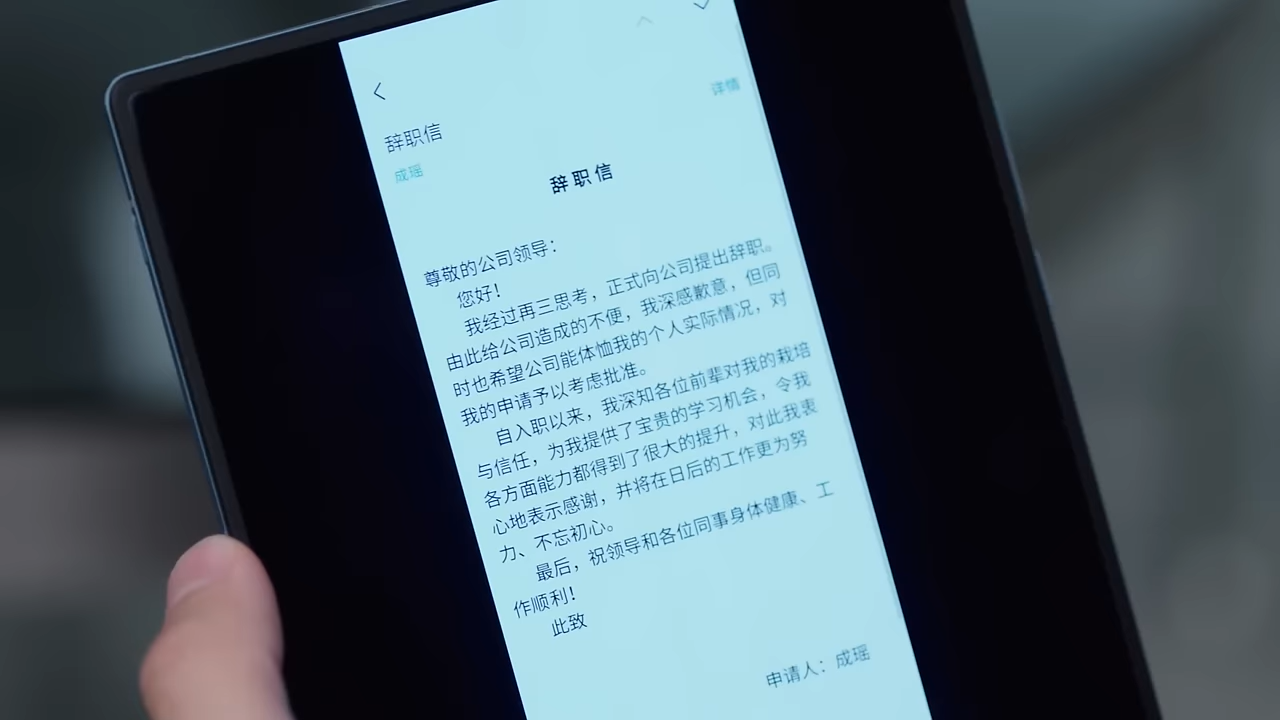 详情
辞职信
成瑶
辞职信
尊敬的公司领导：
您好！
我经过再三思考，正式向公司提出辞职。
由此给公司造成的不便，我深感歉意，但同
时也希望公司能体恤我的个人实际情况，对
我的申请予以考虑批准。
自入职以来，我深知各位前辈对我的栽培
与信任，为我提供了宝贵的学习机会，令我
各方面能力都得到了很大的提升，对此我衷
心地表示感谢，并将在日后的工作更为努
力、不忘初心。
最后，祝领导和各位同事身体健康、工
作顺利！
此致
申请人：成瑶